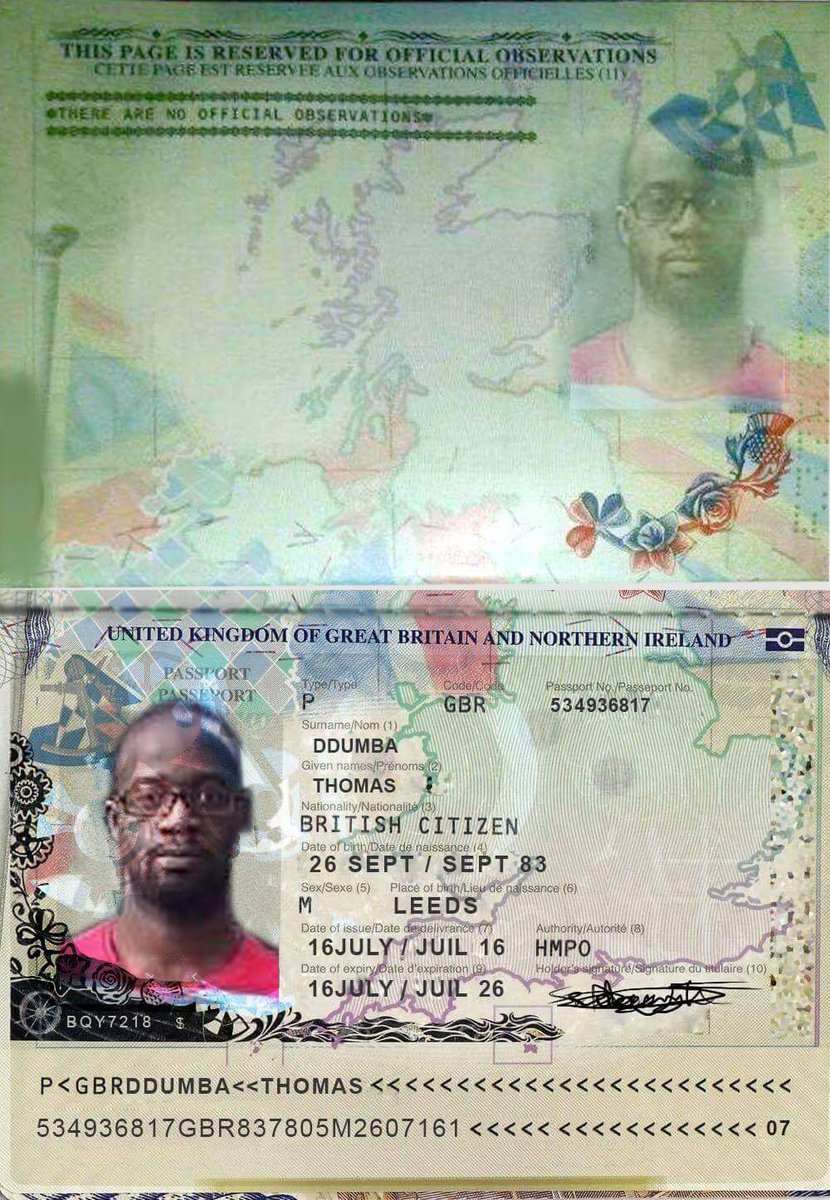 THIS PAGE IS RESERVED FOR OFFICIAL OBSERVATIONS
CETTE PAGE EST RESERVEE AUX OBSERVATIONS OFFICIELLES (11)
*THERE ARE NO OFFICIAL OBSERVATIONS*
UNITED KINGDOM OF GREAT BRITAIN AND NORTHERN IRELAND
PASSPORT
PASSEPORT
Type/Type Code/Code Passport No./Passeport No.
P GBR 534936817
Surname/Nom (1)
DDUMBA
Given names/Prénoms (2)
THOMAS
Nationality/Nationalité (3)
BRITISH CITIZEN
Date of birth/Date de naissance (4)
26 SEPT / SEPT 83
Sex/Sexe (5) Place of birth/Lieu de naissance (6)
M LEEDS
Date of issue/Date de délivrance (7) Authority/Autorité (8)
16JULY / JUIL 16 HMPO
Date of expiry/Date d'expiration (9) Holder's signature/Signature du titulaire (10)
16JULY / JUIL 26
BQY7218 $
P<GBRDDUMBA<<THOMAS<<<<<<<<<<<<<<<<<<<<<<<<<
534936817GBR837805M2607161<<<<<<<<<<<<<<<<<07